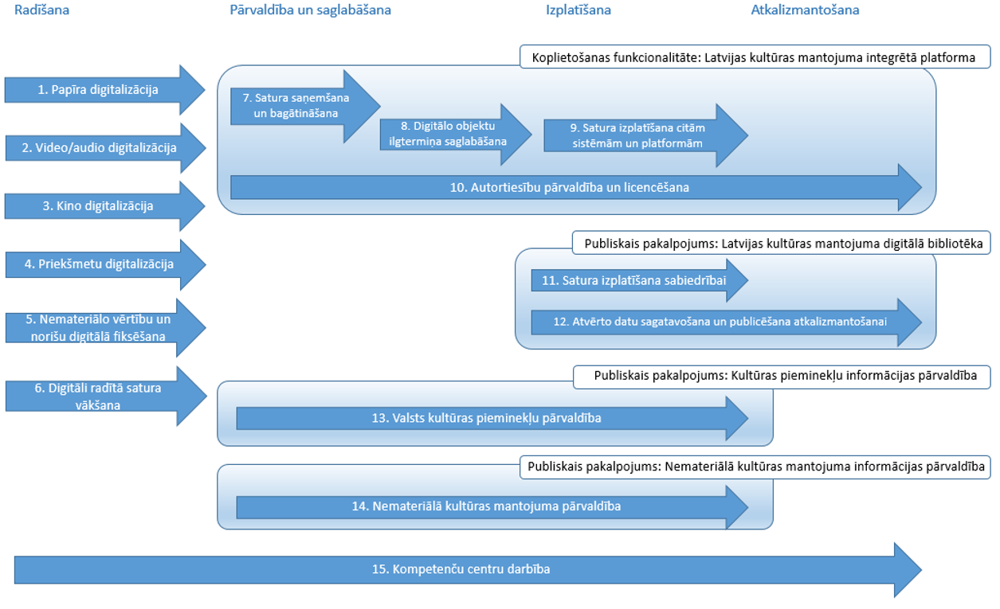 Radīšana
Pārvaldība un saglabāšana
Izplatīšana
Atkalizmantošana
Koplietošanas funkcionalitāte: Latvijas kultūras mantojuma integrētā platforma
1. Papīra digitalizācija
2. Video/audio digitalizācija
3. Kino digitalizācija
4. Priekšmetu digitalizācija
5. Nemateriālo vērtību un
norišu digitālā fiksēšana
6. Digitāli radītā satura
vākšana
7. Satura saņemšana
un bagātināšana
8. Digitālo objektu
ilgtermiņa saglabāšana
9. Satura izplatīšana citām
sistēmām un platformām
10. Autortiesību pārvaldība un licencēšana
Publiskais pakalpojums: Latvijas kultūras mantojuma digitālā bibliotēka
11. Satura izplatīšana sabiedrībai
12. Atvērto datu sagatavošana un publicēšana atkalizmantošanai
Publiskais pakalpojums: Kultūras pieminekļu informācijas pārvaldība
13. Valsts kultūras pieminekļu pārvaldība
Publiskais pakalpojums: Nemateriālā kultūras mantojuma informācijas pārvaldība
14. Nemateriālā kultūras mantojuma pārvaldība
15. Kompetenču centru darbība